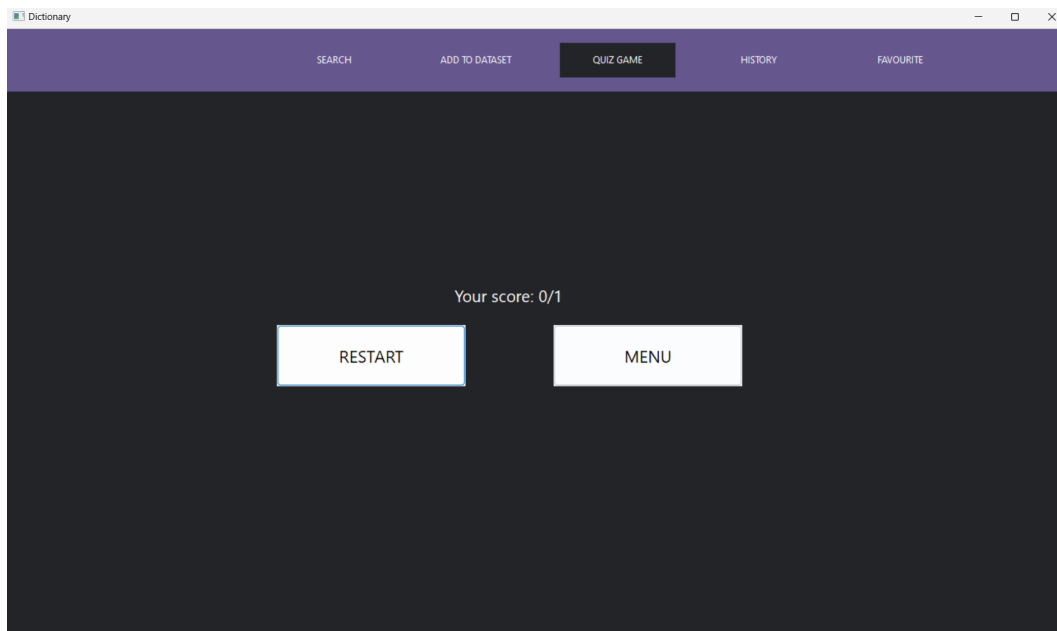 Dictionary
SEARCH ADD TO DATASET QUIZ GAME HISTORY FAVOURITE
Your score: 0/1
RESTART MENU